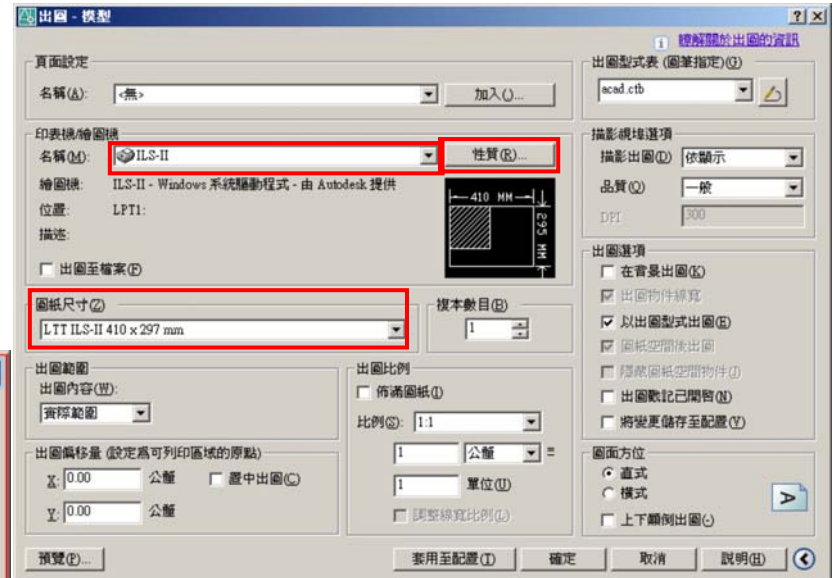 出圖 - 模型
瞭解關於出圖的資訊
頁面設定
名稱(A): <無> 加入()...
印表機/繪圖機
名稱(M): ILS-II 性質(R)...
繪圖機: ILS-II - Windows 系統驅動程式 - 由 Autodesk 提供
位置: LPT1:
描述:
出圖至檔案(F)
410 MM
295 MM
圖紙尺寸(Z)
LTT ILS-II 410 x 297 mm
複本數目(B)
1
出圖範圍
出圖內容(W):
實際範圍
出圖偏移量 (設定為可列印區域的原點)
X: 0.00 公釐 置中出圖(C)
Y: 0.00 公釐
出圖比例
佈滿圖紙(I)
比例(S): 1:1
1 公釐 =
1 單位(U)
調整線寬比例(L)
出圖型式表 (圖筆指定)(G)
acad.ctb
描影視埠選項
描影出圖(D) 依顯示
品質(Q) 一般
DPI 300
出圖選項
在背景出圖(K)
出圖物件線寬
以出圖型式出圖(E)
圖紙空間後出圖
隱藏圖紙空間物件(J)
出圖戳記已開啟(N)
將變更儲存至配置(V)
圖面方位
直式
橫式
上下顛倒出圖(-)
A
預覽(P)... 套用至配置(T) 確定 取消 說明(H)